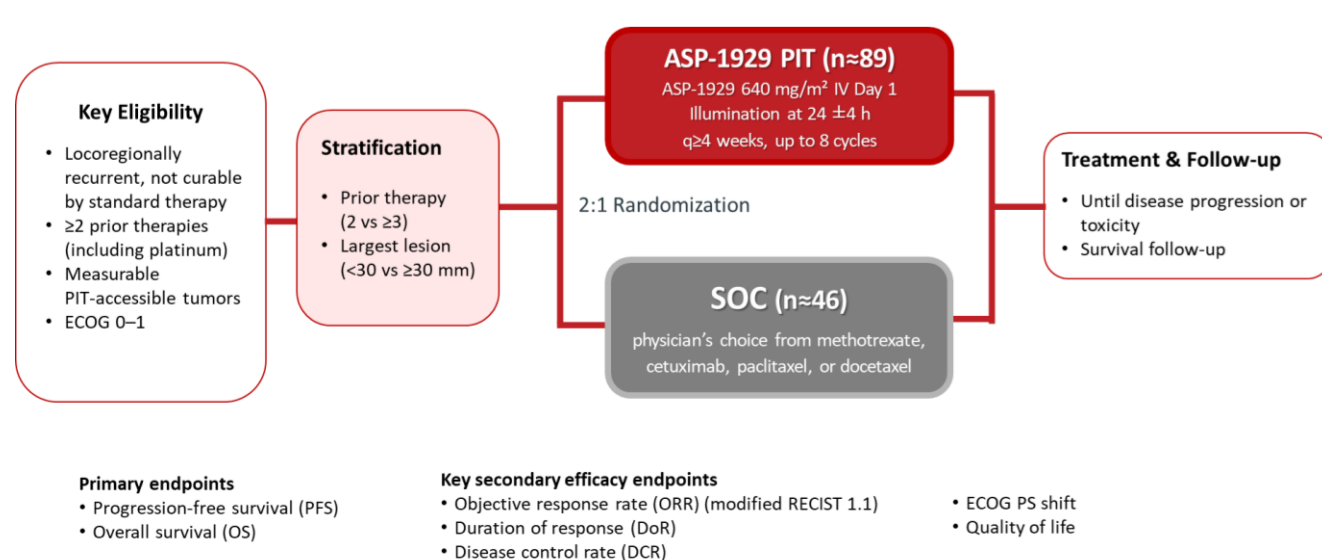 Key Eligibility
• Locoregionally
recurrent, not curable
by standard therapy
• ≥2 prior therapies
(including platinum)
• Measurable
PIT-accessible tumors
• ECOG 0–1
Stratification
• Prior therapy
(2 vs ≥3)
• Largest lesion
(<30 vs ≥30 mm)
ASP-1929 PIT (n≈89)
ASP-1929 640 mg/m² IV Day 1
Illumination at 24 ±4 h
q≥4 weeks, up to 8 cycles
2:1 Randomization
SOC (n≈46)
physician’s choice from methotrexate,
cetuximab, paclitaxel, or docetaxel
Treatment & Follow-up
• Until disease progression or
toxicity
• Survival follow-up
Primary endpoints
• Progression-free survival (PFS)
• Overall survival (OS)
Key secondary efficacy endpoints
• Objective response rate (ORR) (modified RECIST 1.1)
• Duration of response (DoR)
• Disease control rate (DCR)
• ECOG PS shift
• Quality of life